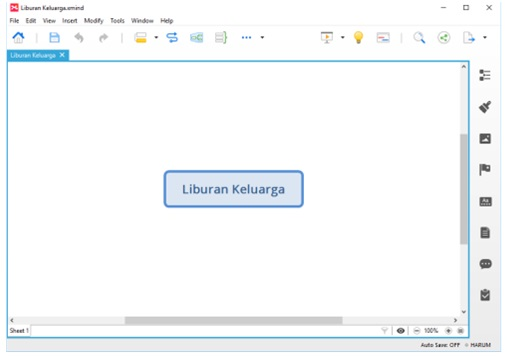 Liburan Keluarga.xmind
File Edit View Insert Modify Tools Window Help
Liburan Keluarga
Liburan Keluarga
Sheet 1
100%
Auto Save: OFF
HARUM